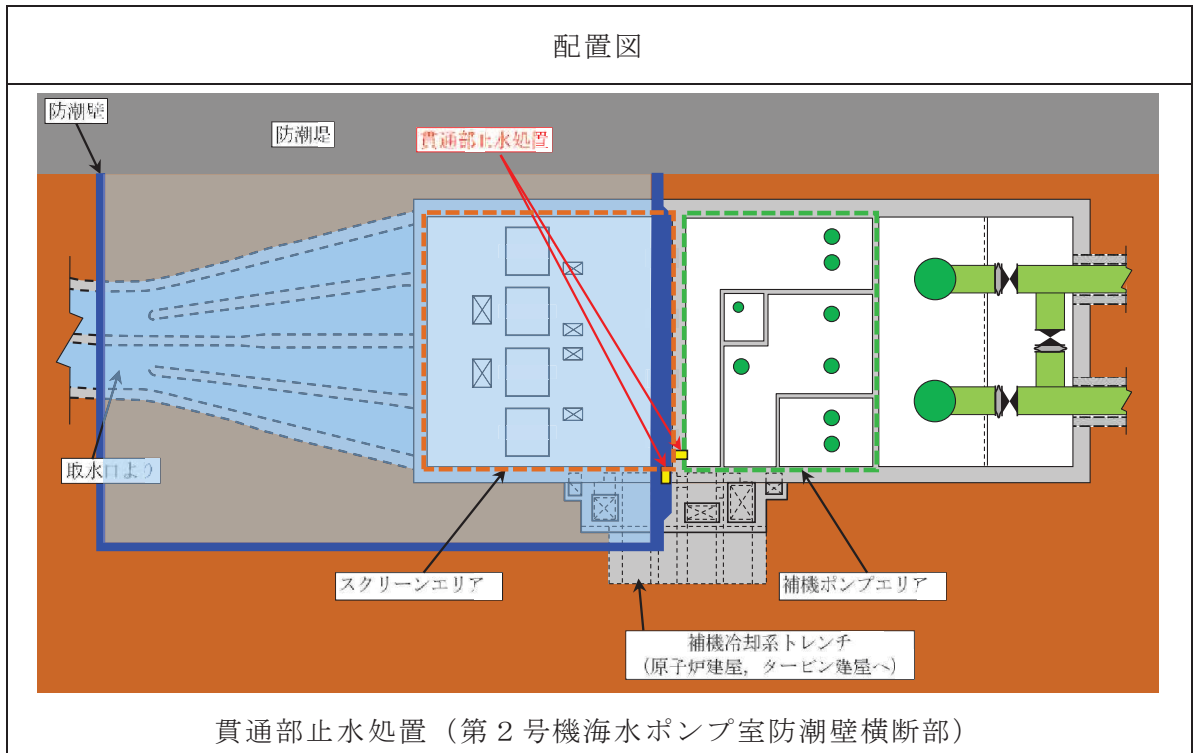 配置図
防潮壁
防潮堤
貫通部止水処置
取水口より
スクリーンエリア
補機ポンプエリア
補機冷却系トレンチ
(原子炉建屋，タービン建屋へ)
貫通部止水処置（第２号機海水ポンプ室防潮壁横断部）